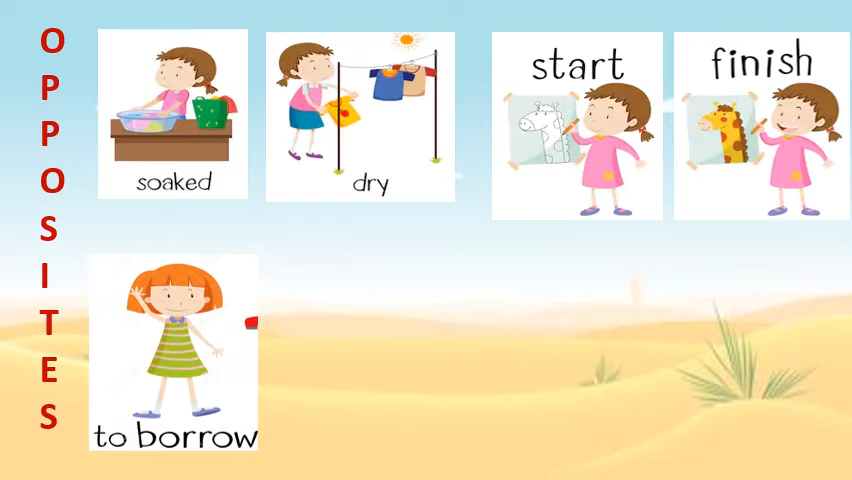 OPPOSITES
soaked
dry
start
finish
to borrow